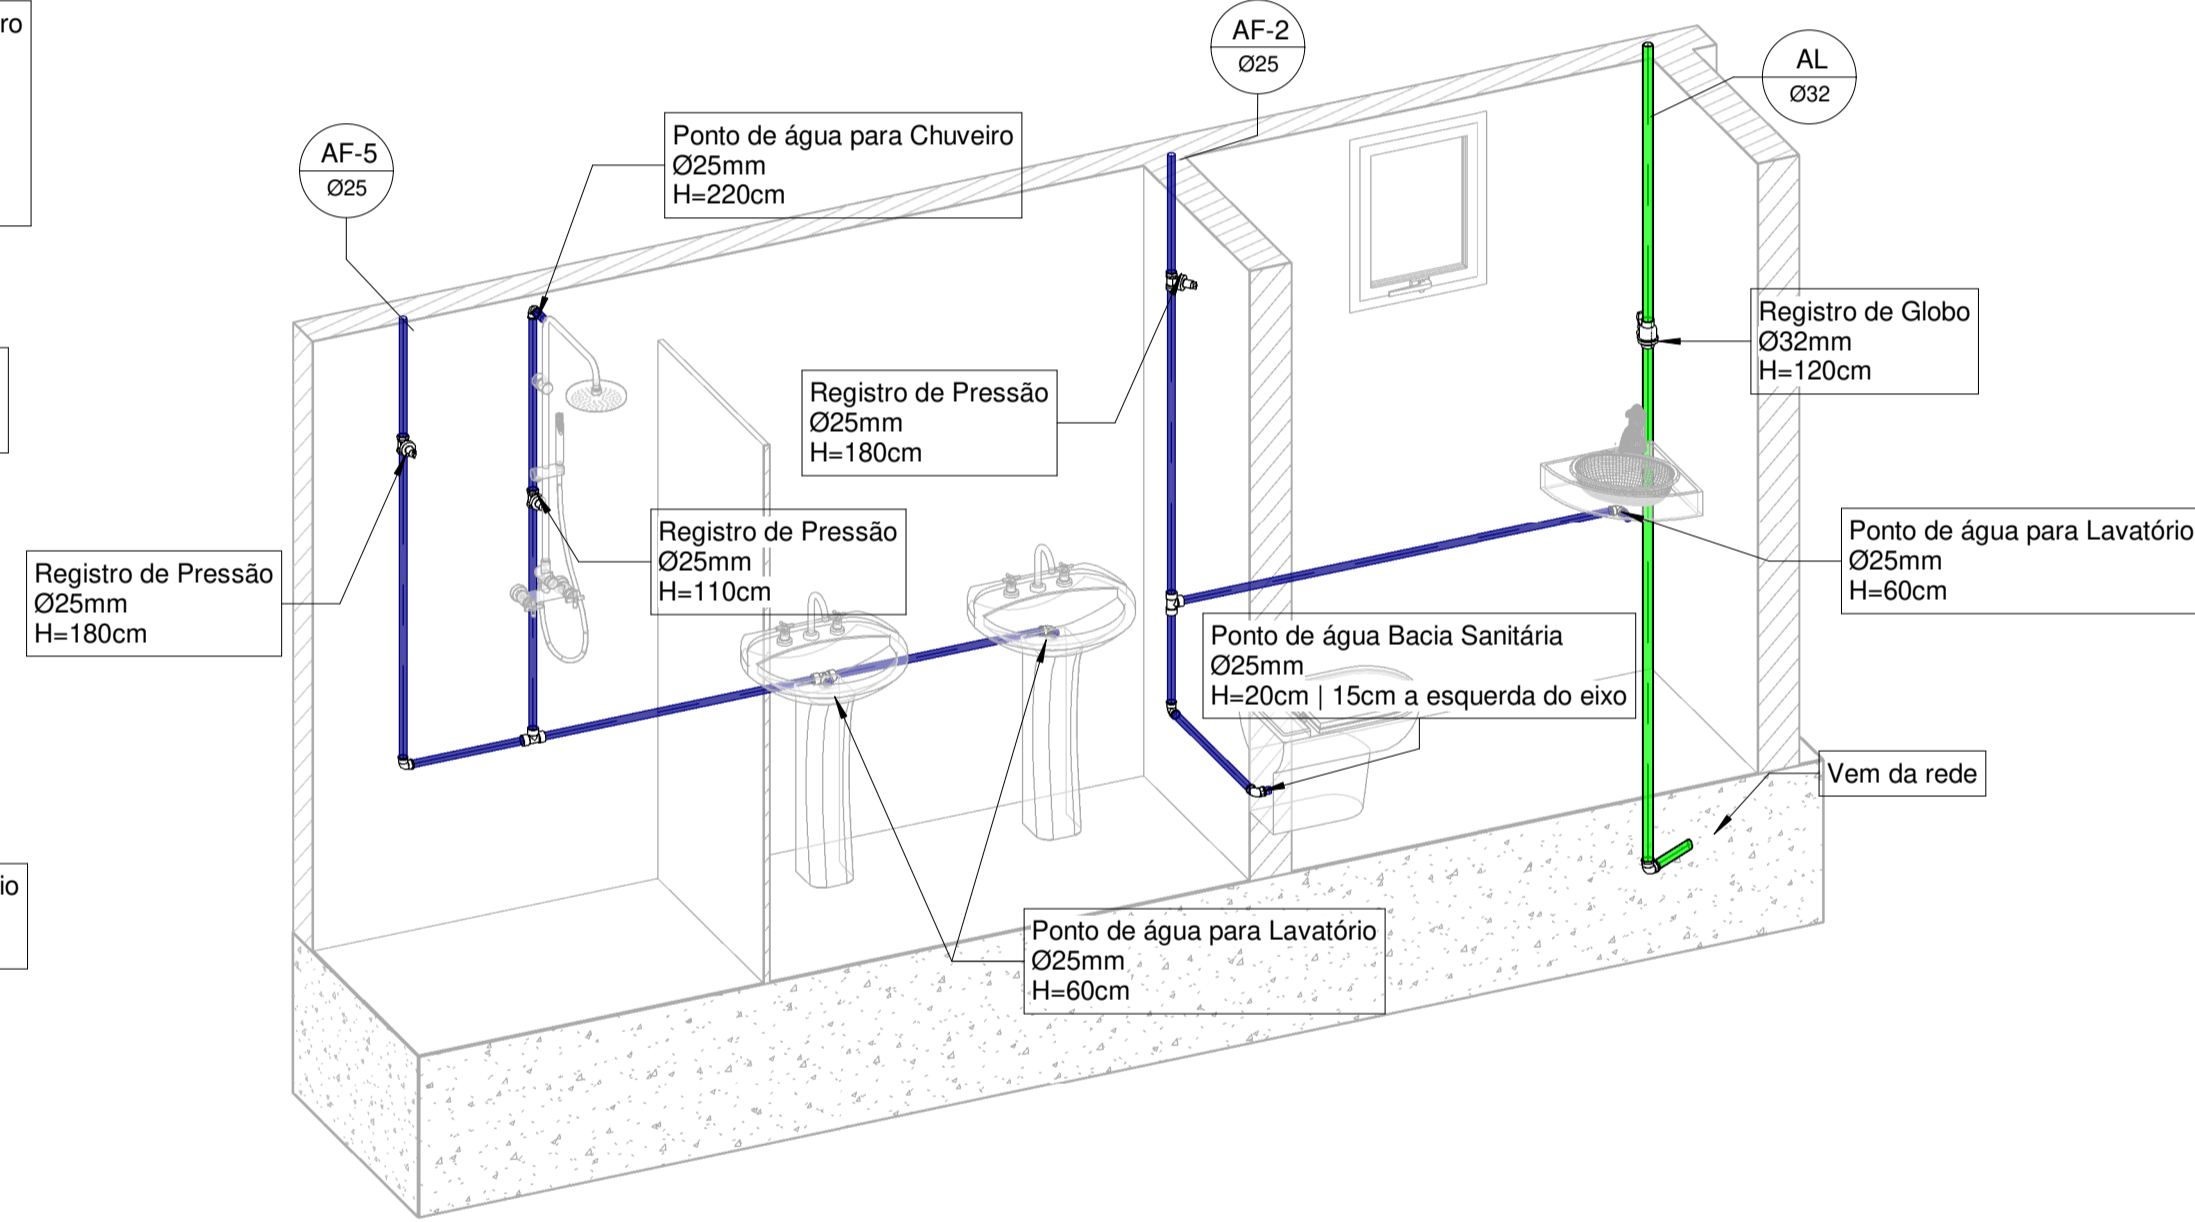 ro
AF-2
Ø25
AL
Ø32
AF-5
Ø25
Ponto de água para Chuveiro
Ø25mm
H=220cm
Registro de Globo
Ø32mm
H=120cm
Registro de Pressão
Ø25mm
H=180cm
Registro de Pressão
Ø25mm
H=110cm
Ponto de água para Lavatório
Ø25mm
H=60cm
Registro de Pressão
Ø25mm
H=180cm
Ponto de água Bacia Sanitária
Ø25mm
H=20cm | 15cm a esquerda do eixo
Vem da rede
io
Ponto de água para Lavatório
Ø25mm
H=60cm